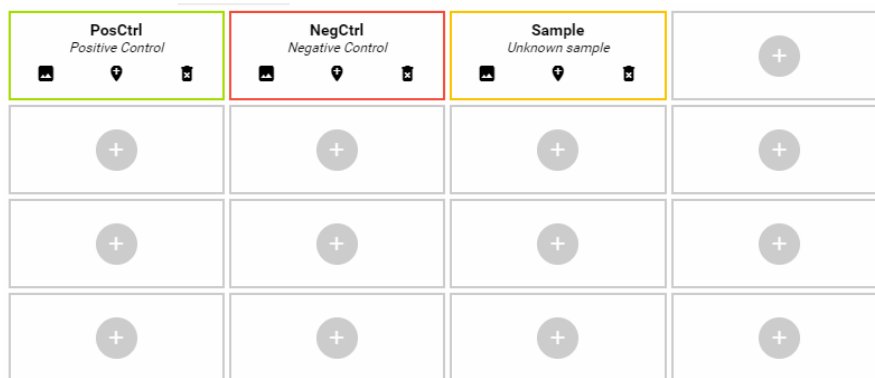 PosCtrl
Positive Control
NegCtrl
Negative Control
Sample
Unknown sample